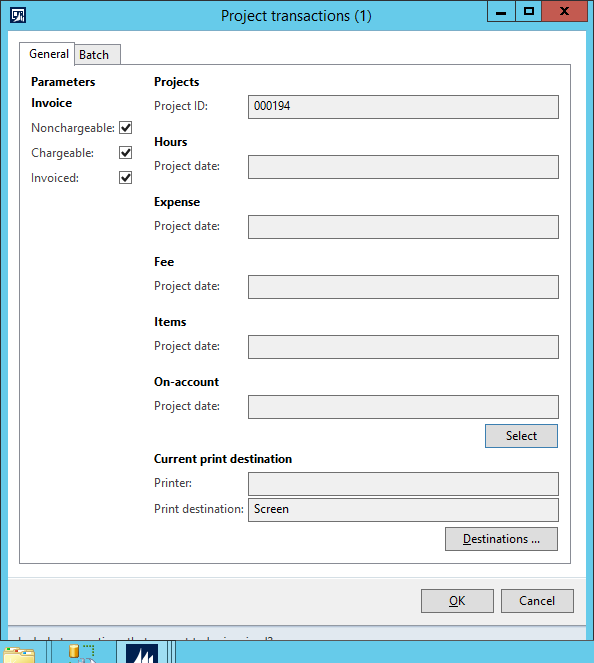 Project transactions (1)
General
Batch
Parameters
Invoice
Nonchargeable:
Chargeable:
Invoiced:
Projects
Project ID: 000194
Hours
Project date:
Expense
Project date:
Fee
Project date:
Items
Project date:
On-account
Project date:
Select
Current print destination
Printer:
Print destination: Screen
Destinations ...
OK
Cancel